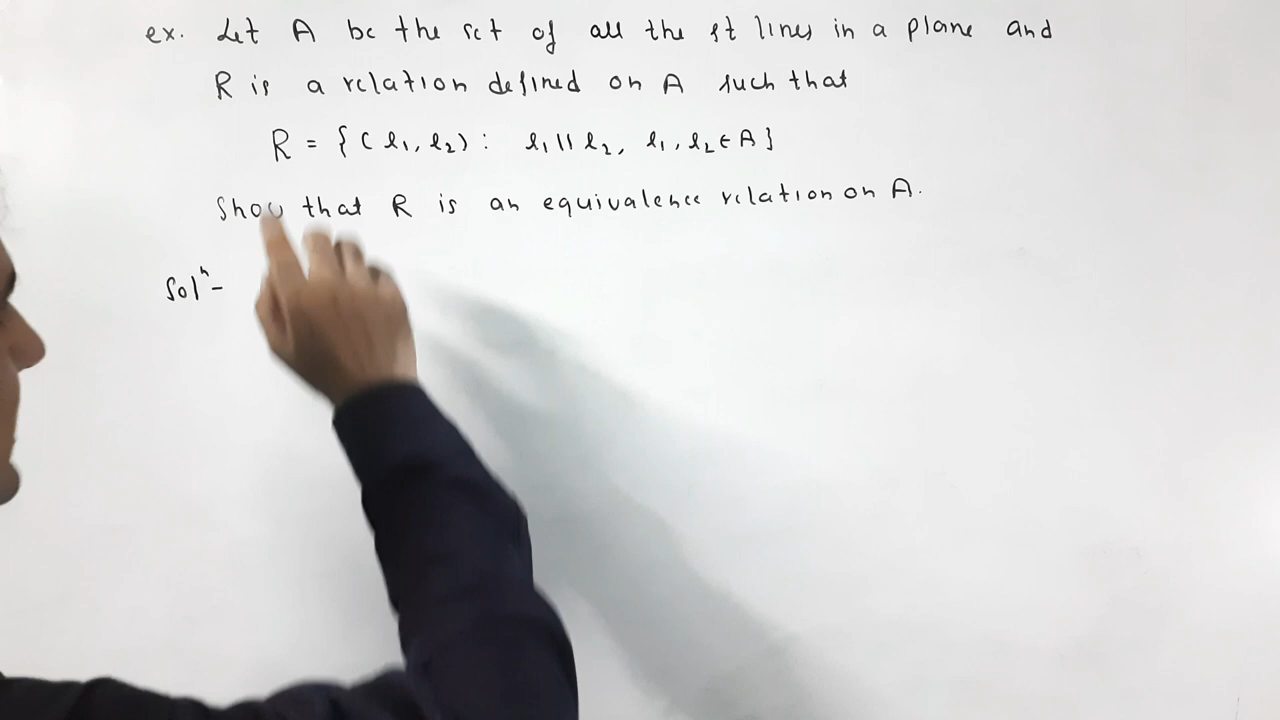 ex. Let A be the set of all the st lines in a plane and
R is a relation defined on A such that
R = { ( l₁, l₂) : l₁ || l₂, l₁, l₂ ∈ A }
Show that R is an equivalence relation on A.
Solⁿ-